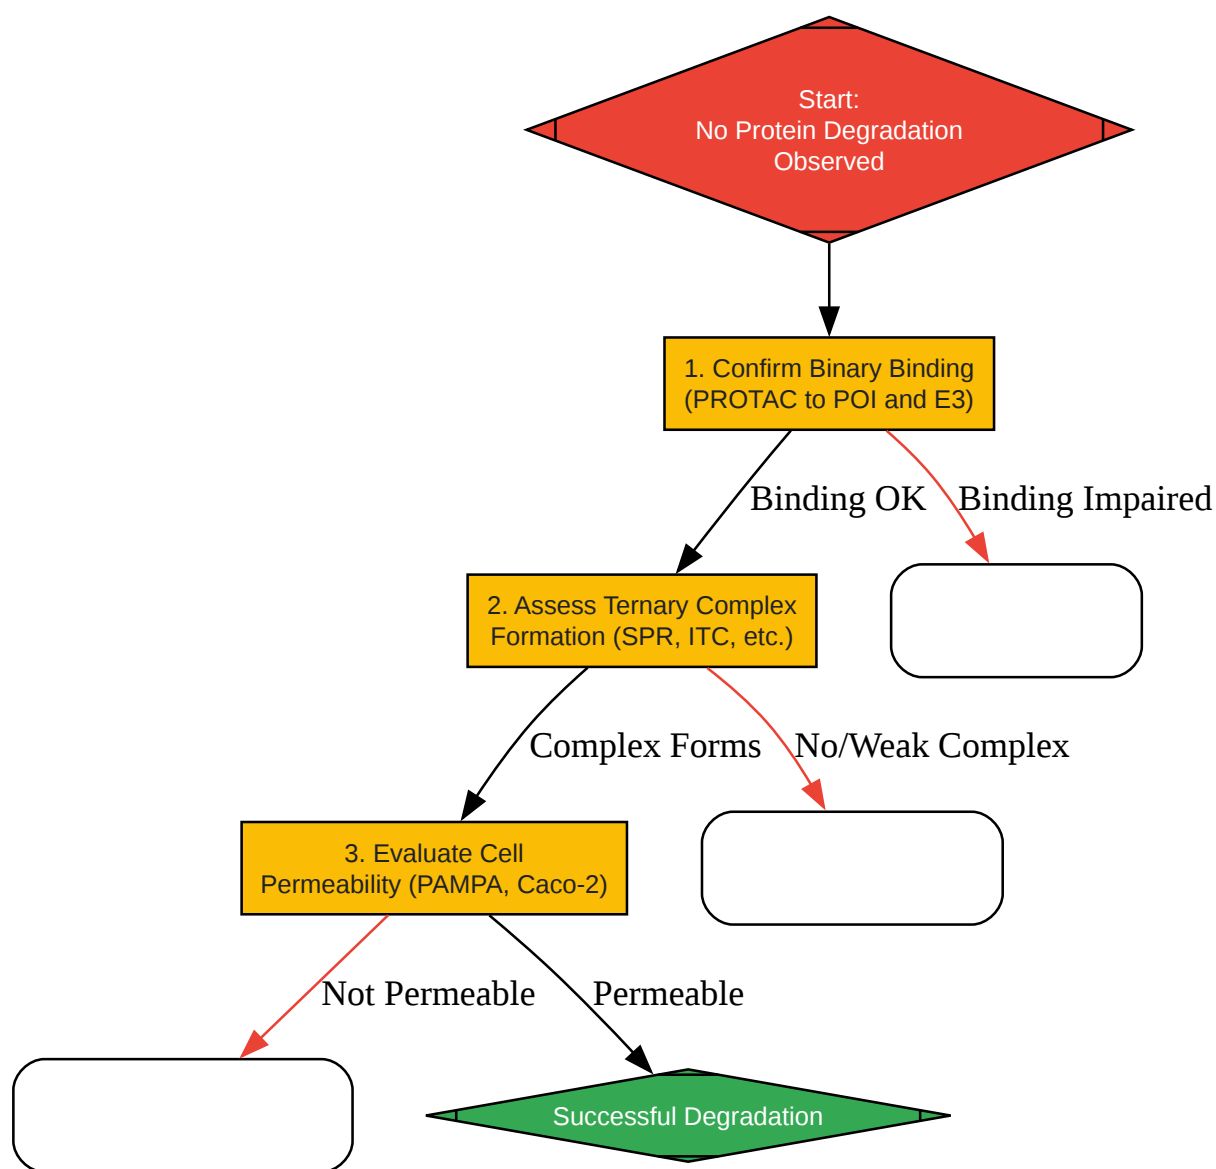 Start:
No Protein Degradation
Observed
1. Confirm Binary Binding
(PROTAC to POI and E3)
Binding OK
Binding Impaired
2. Assess Ternary Complex
Formation (SPR, ITC, etc.)
Complex Forms
No/Weak Complex
3. Evaluate Cell
Permeability (PAMPA, Caco-2)
Not Permeable
Permeable
Successful Degradation